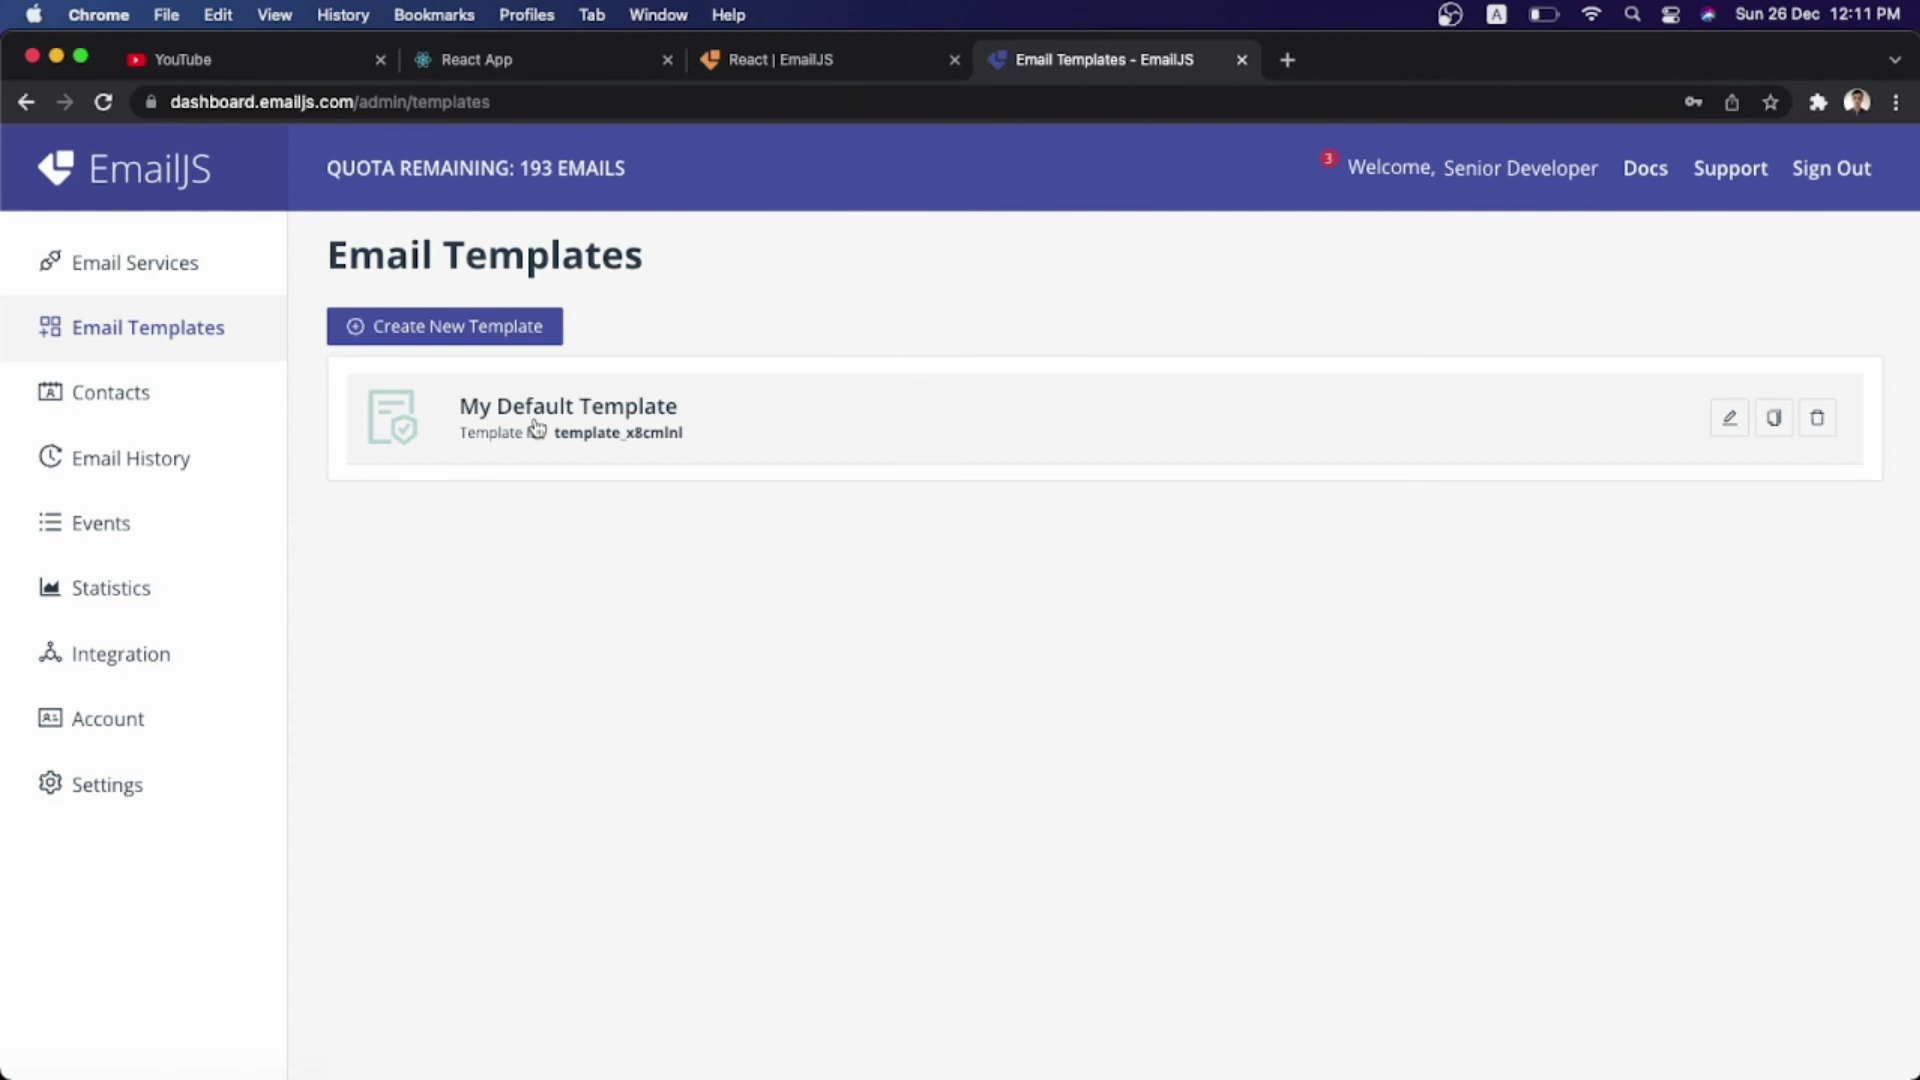 Chrome File Edit View History Bookmarks Profiles Tab Window Help
A Sun 26 Dec 12:11 PM
YouTube
React App
React | EmailJS
Email Templates - EmailJS
dashboard.emailjs.com/admin/templates
EmailJS
QUOTA REMAINING: 193 EMAILS
3 Welcome, Senior Developer Docs Support Sign Out
Email Services
Email Templates
Contacts
Email History
Events
Statistics
Integration
Account
Settings
Email Templates
Create New Template
My Default Template
Template template_x8cmlnl